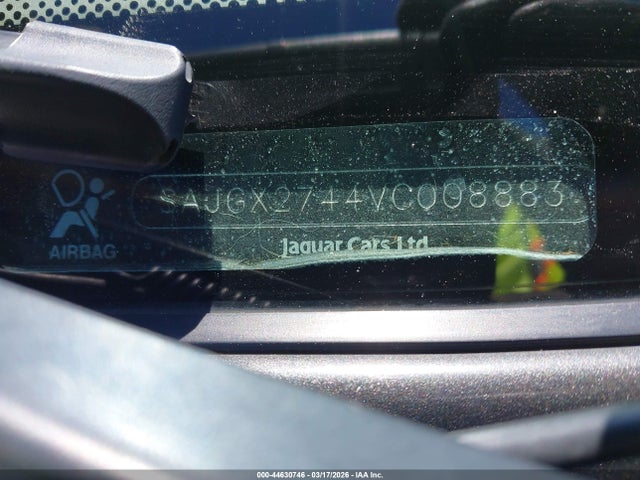 SAJGX2744VC008883
AIRBAG
Jaguar Cars Ltd
000-44630746 - 03/17/2026 - IAA Inc.